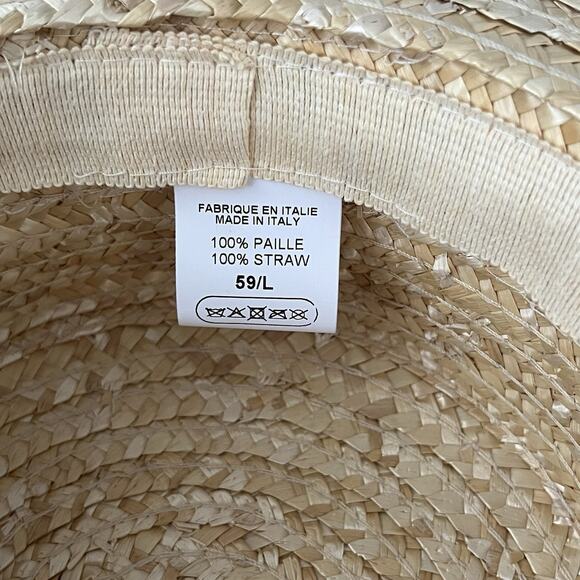 FABRIQUE EN ITALIE
MADE IN ITALY
100% PAILLE
100% STRAW
59/L